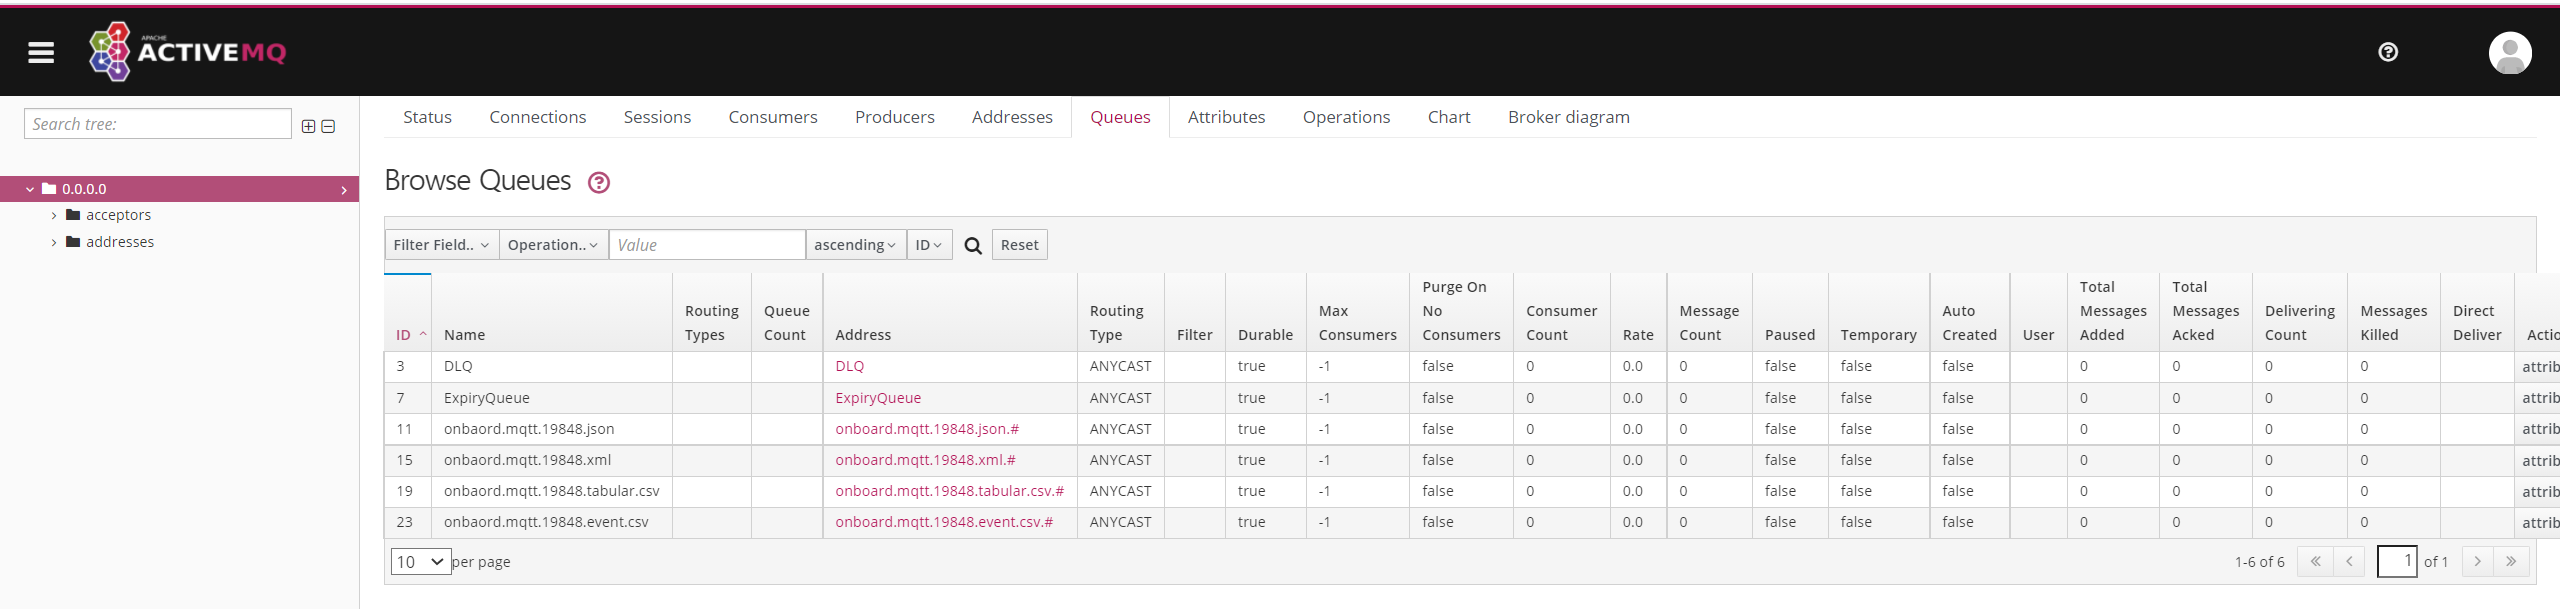 APACHE
ACTIVEMQ
Search tree:
0.0.0.0
acceptors
addresses
Status Connections Sessions Consumers Producers Addresses Queues Attributes Operations Chart Broker diagram
Browse Queues
Filter Field.. Operation.. Value ascending ID Reset
ID Name Routing Types Queue Count Address Routing Type Filter Durable Max Consumers Purge On No Consumers Consumer Count Rate Message Count Paused Temporary Auto Created User Total Messages Added Total Messages Acked Delivering Count Messages Killed Direct Deliver Actio
3 DLQ DLQ ANYCAST true -1 false 0 0.0 0 false false false 0 0 0 0 attrib
7 ExpiryQueue ExpiryQueue ANYCAST true -1 false 0 0.0 0 false false false 0 0 0 0 attrib
11 onbaord.mqtt.19848.json onboard.mqtt.19848.json.# ANYCAST true -1 false 0 0.0 0 false false false 0 0 0 0 attrib
15 onbaord.mqtt.19848.xml onboard.mqtt.19848.xml.# ANYCAST true -1 false 0 0.0 0 false false false 0 0 0 0 attrib
19 onbaord.mqtt.19848.tabular.csv onboard.mqtt.19848.tabular.csv.# ANYCAST true -1 false 0 0.0 0 false false false 0 0 0 0 attrib
23 onbaord.mqtt.19848.event.csv onboard.mqtt.19848.event.csv.# ANYCAST true -1 false 0 0.0 0 false false false 0 0 0 0 attrib
10 per page 1-6 of 6 1 of 1